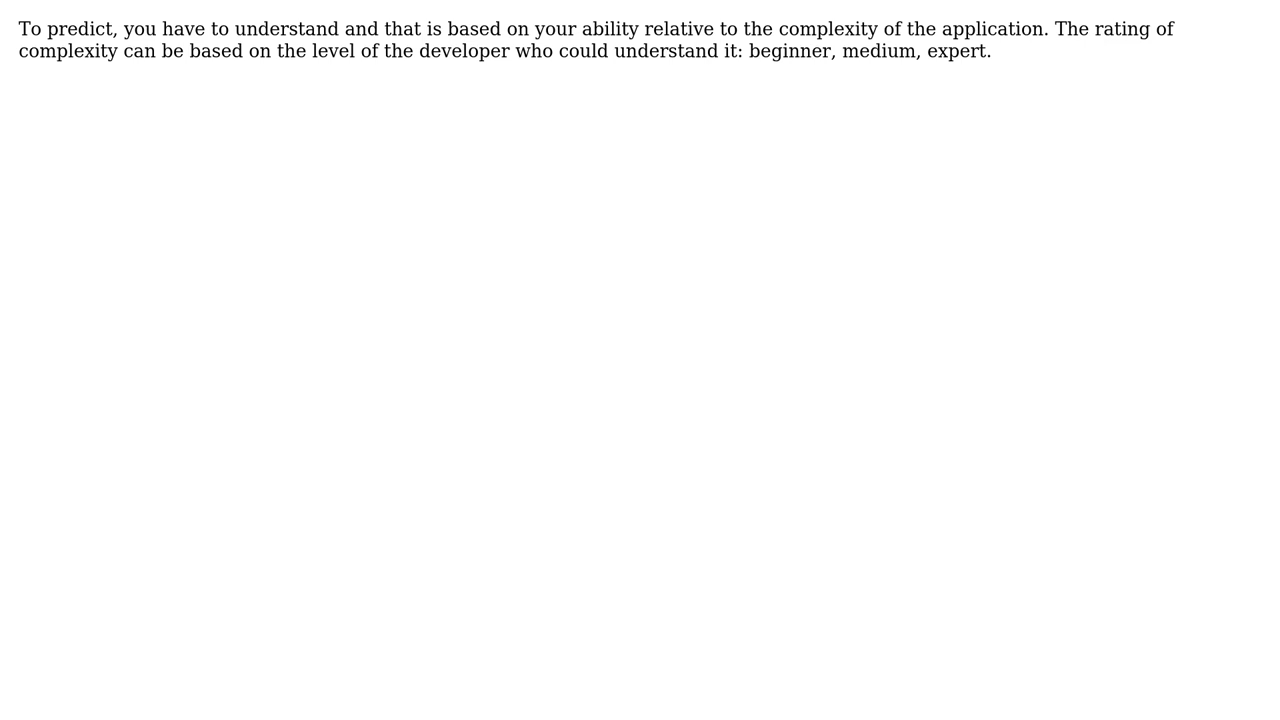 To predict, you have to understand and that is based on your ability relative to the complexity of the application. The rating of
complexity can be based on the level of the developer who could understand it: beginner, medium, expert.